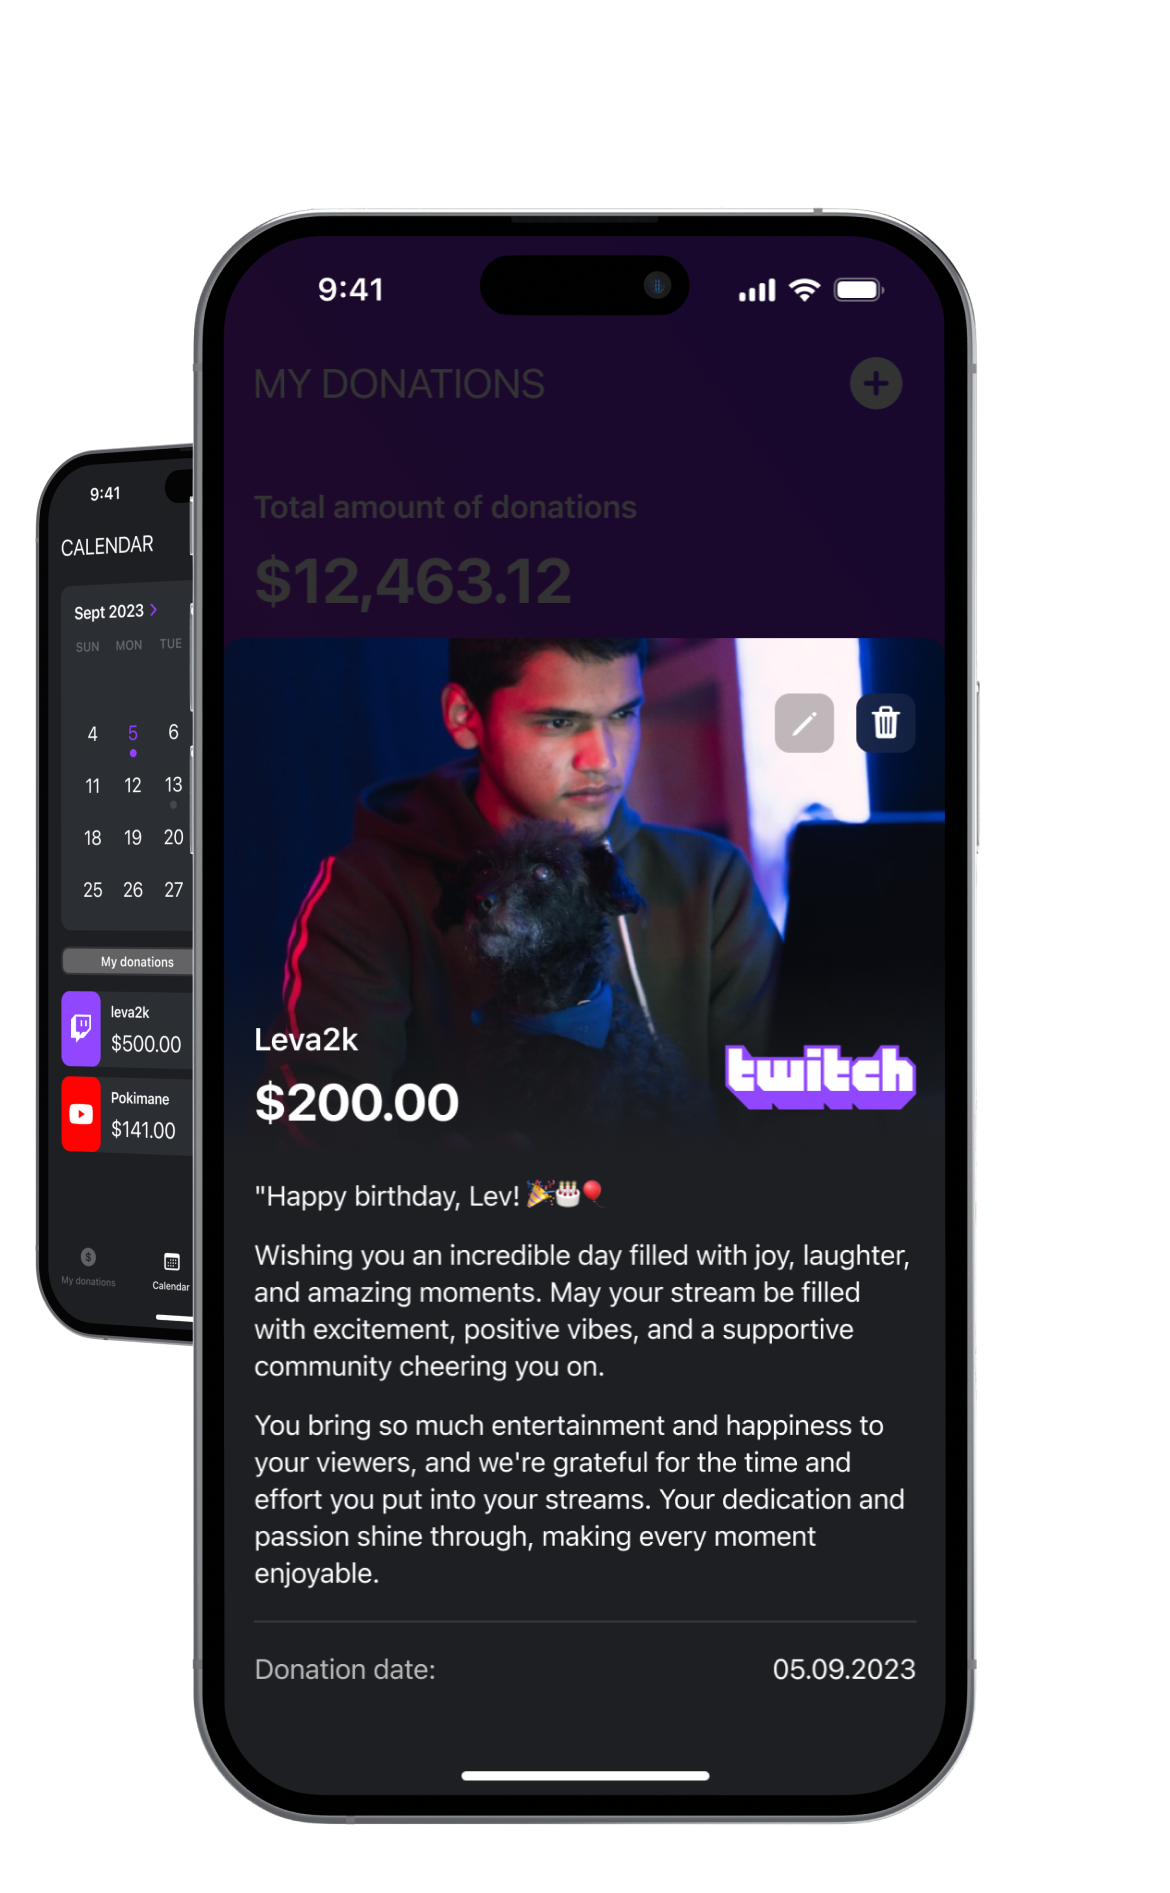 9:41
MY DONATIONS
Total amount of donations
$12,463.12
Leva2k
$200.00
twitch
"Happy birthday, Lev! 🎉🎂🎈
Wishing you an incredible day filled with joy, laughter,
and amazing moments. May your stream be filled
with excitement, positive vibes, and a supportive
community cheering you on.
You bring so much entertainment and happiness to
your viewers, and we're grateful for the time and
effort you put into your streams. Your dedication and
passion shine through, making every moment
enjoyable.
Donation date: 05.09.2023
9:41
CALENDAR
Sept 2023 >
SUN MON TUE
4 5 6
11 12 13
18 19 20
25 26 27
My donations
leva2k
$500.00
Pokimane
$141.00
My donations Calendar